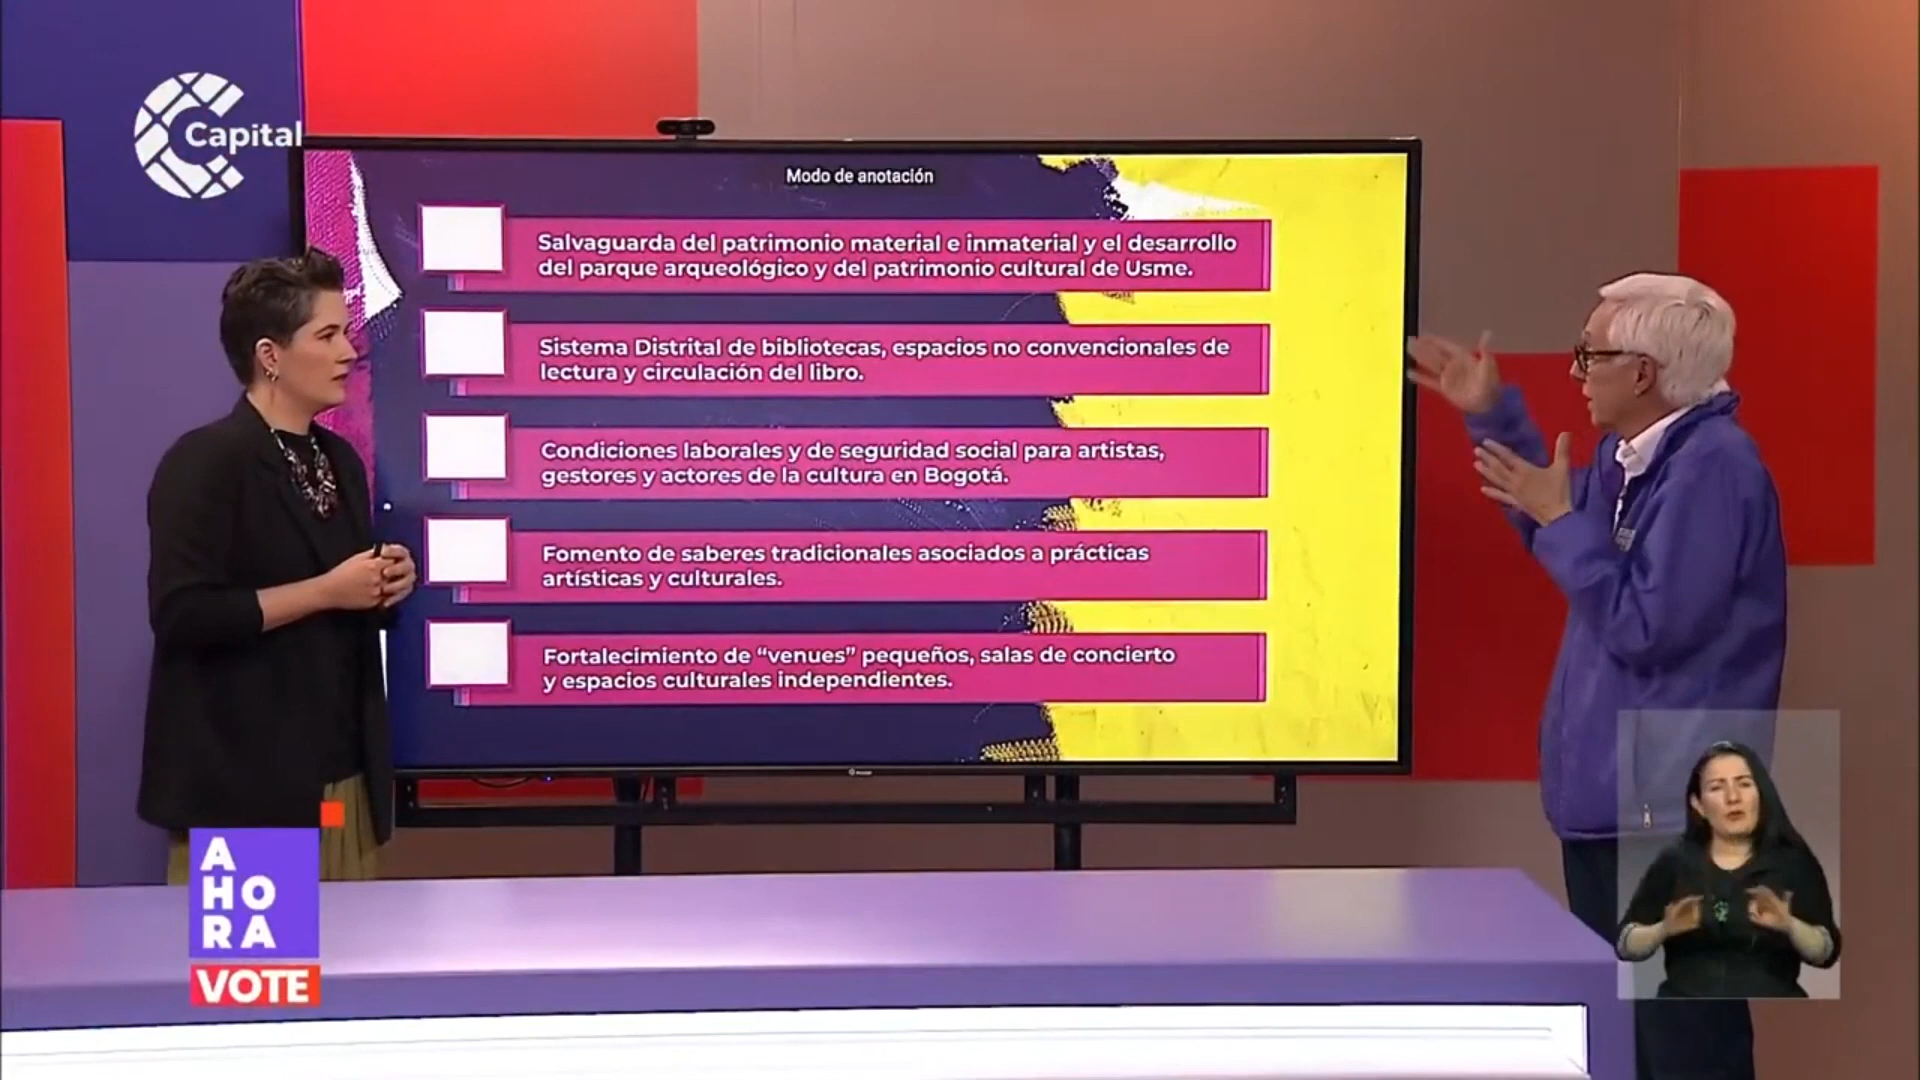 Capital
Modo de anotación
Salvaguarda del patrimonio material e inmaterial y el desarrollo
del parque arqueológico y del patrimonio cultural de Usme.
Sistema Distrital de bibliotecas, espacios no convencionales de
lectura y circulación del libro.
Condiciones laborales y de seguridad social para artistas,
gestores y actores de la cultura en Bogotá.
Fomento de saberes tradicionales asociados a prácticas
artísticas y culturales.
Fortalecimiento de “venues” pequeños, salas de concierto
y espacios culturales independientes.
A
HO
RA
VOTE